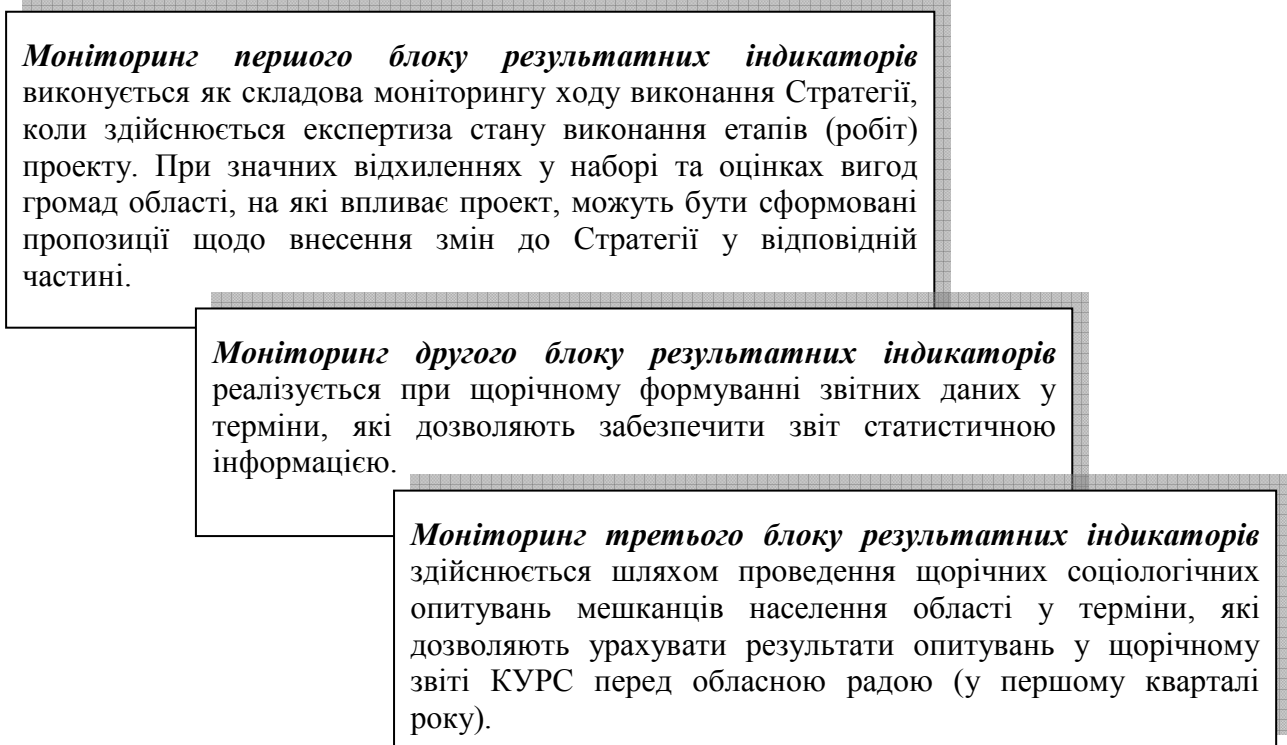 Моніторинг першого блоку результатних індикаторів
виконується як складова моніторингу ходу виконання Стратегії,
коли здійснюється експертиза стану виконання етапів (робіт)
проекту. При значних відхиленнях у наборі та оцінках вигод
громад області, на які впливає проект, можуть бути сформовані
пропозиції щодо внесення змін до Стратегії у відповідній
частині.
Моніторинг другого блоку результатних індикаторів
реалізується при щорічному формуванні звітних даних у
терміни, які дозволяють забезпечити звіт статистичною
інформацією.
Моніторинг третього блоку результатних індикаторів
здійснюється шляхом проведення щорічних соціологічних
опитувань мешканців населення області у терміни, які
дозволяють урахувати результати опитувань у щорічному
звіті КУРС перед обласною радою (у першому кварталі
року).